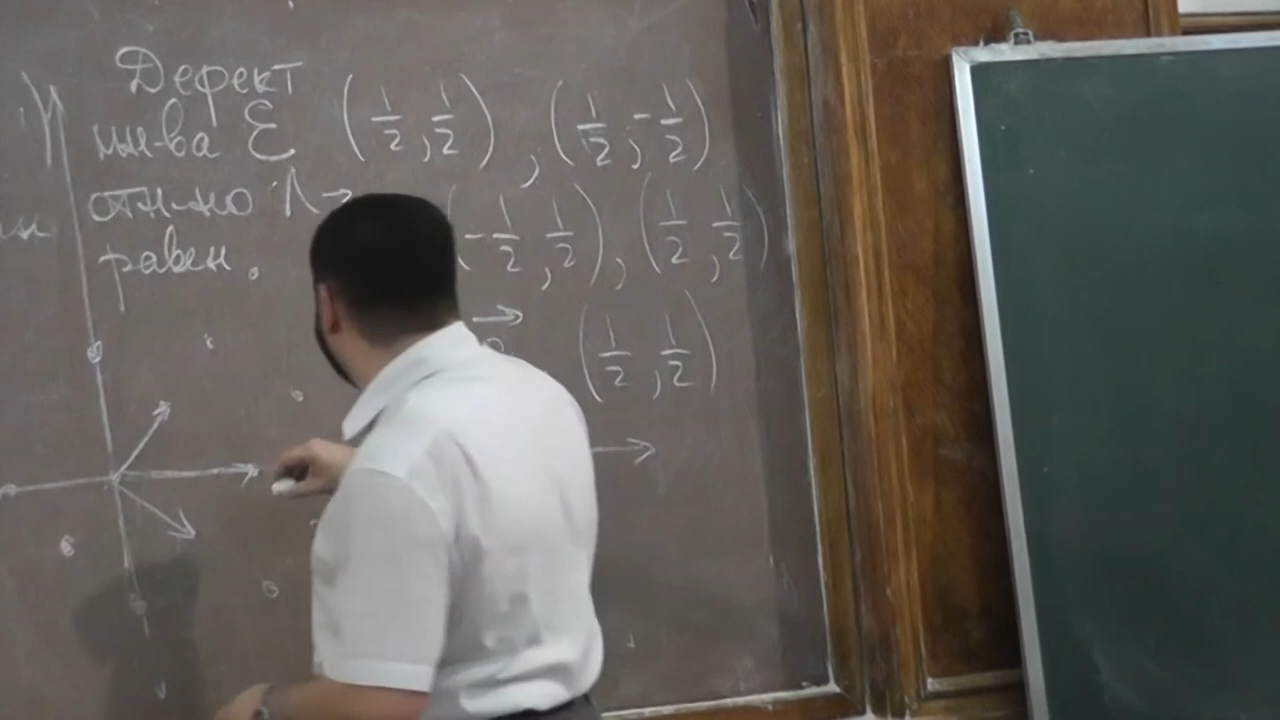 Дефект
мн-ва ℰ (1/2, 1/2), (1/2, -1/2)
отн-но Λ→ (-1/2, 1/2), (1/2, 1/2)
равен.
(1/2, 1/2)